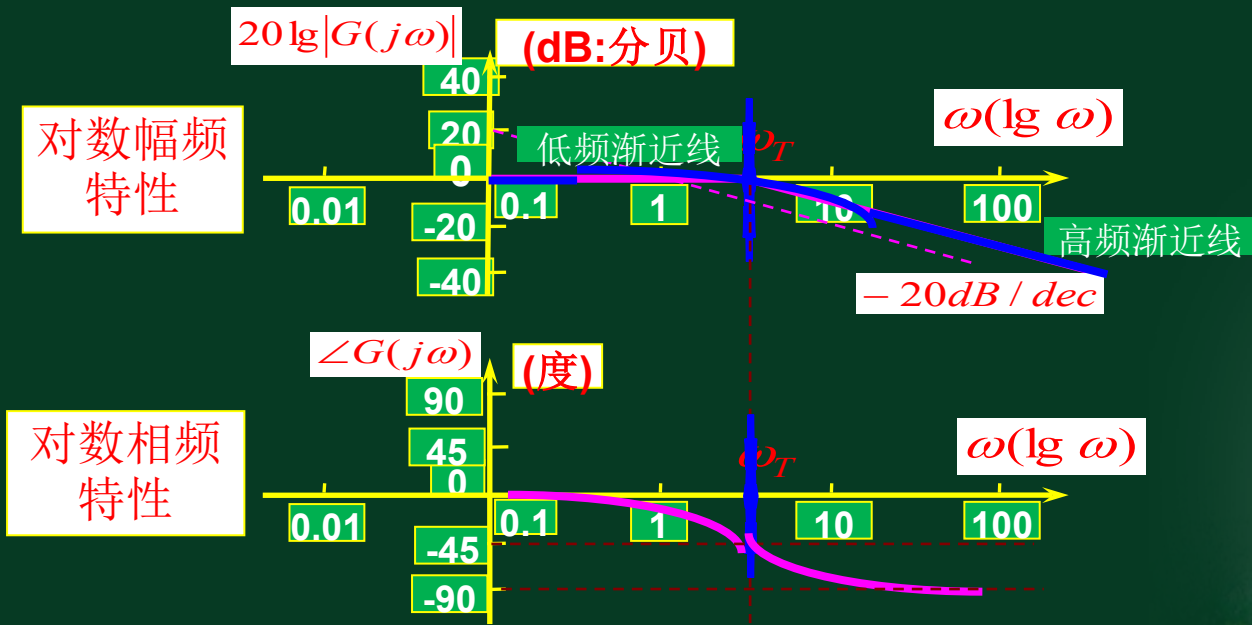 20 lg|G(jω)|
(dB:分贝)
40
20
0
-20
-40
对数幅频
特性
低频渐近线
ω_T
ω(lg ω)
0.01
0.1
1
10
100
高频渐近线
− 20dB / dec
∠G(jω)
(度)
90
45
0
-45
-90
对数相频
特性
ω_T
ω(lg ω)
0.01
0.1
1
10
100